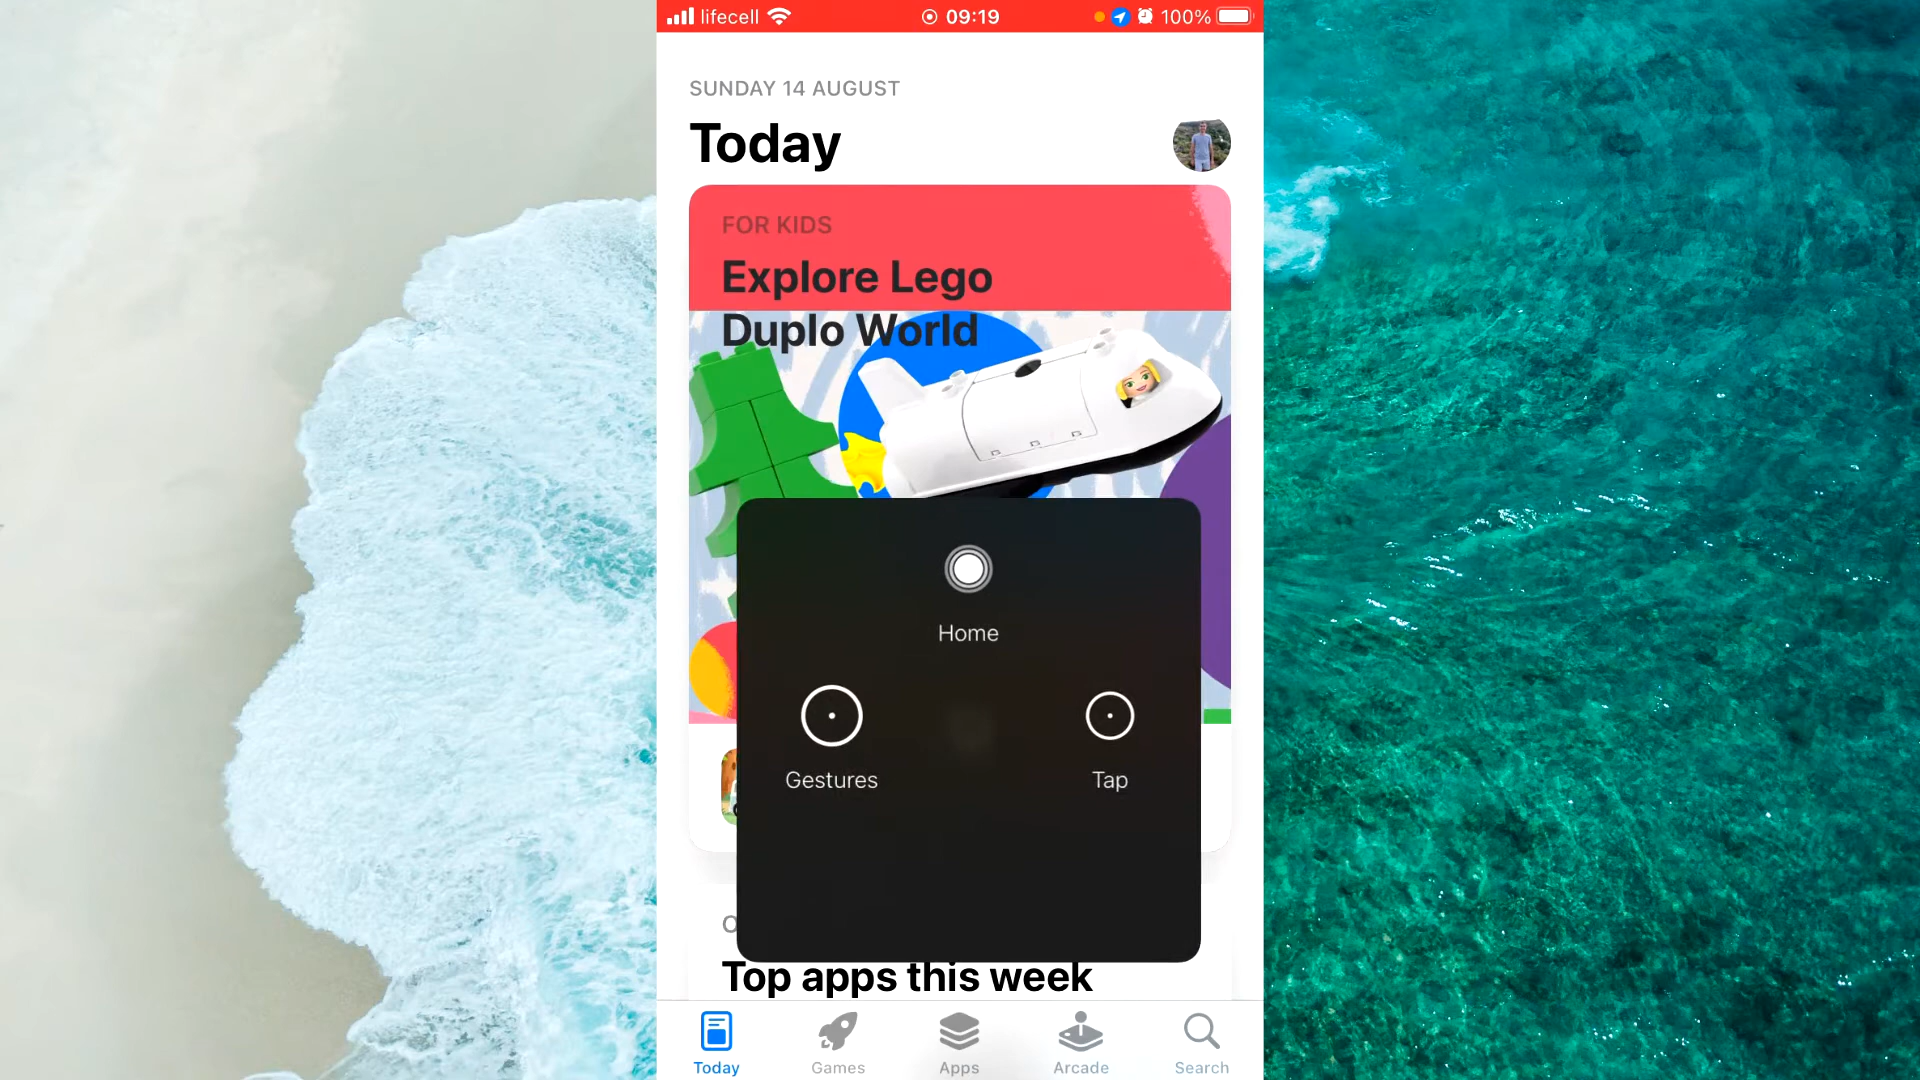 lifecell 09:19 100%
SUNDAY 14 AUGUST
Today
FOR KIDS
Explore Lego
Duplo World
Home
Gestures Tap
Top apps this week
Today Games Apps Arcade Search